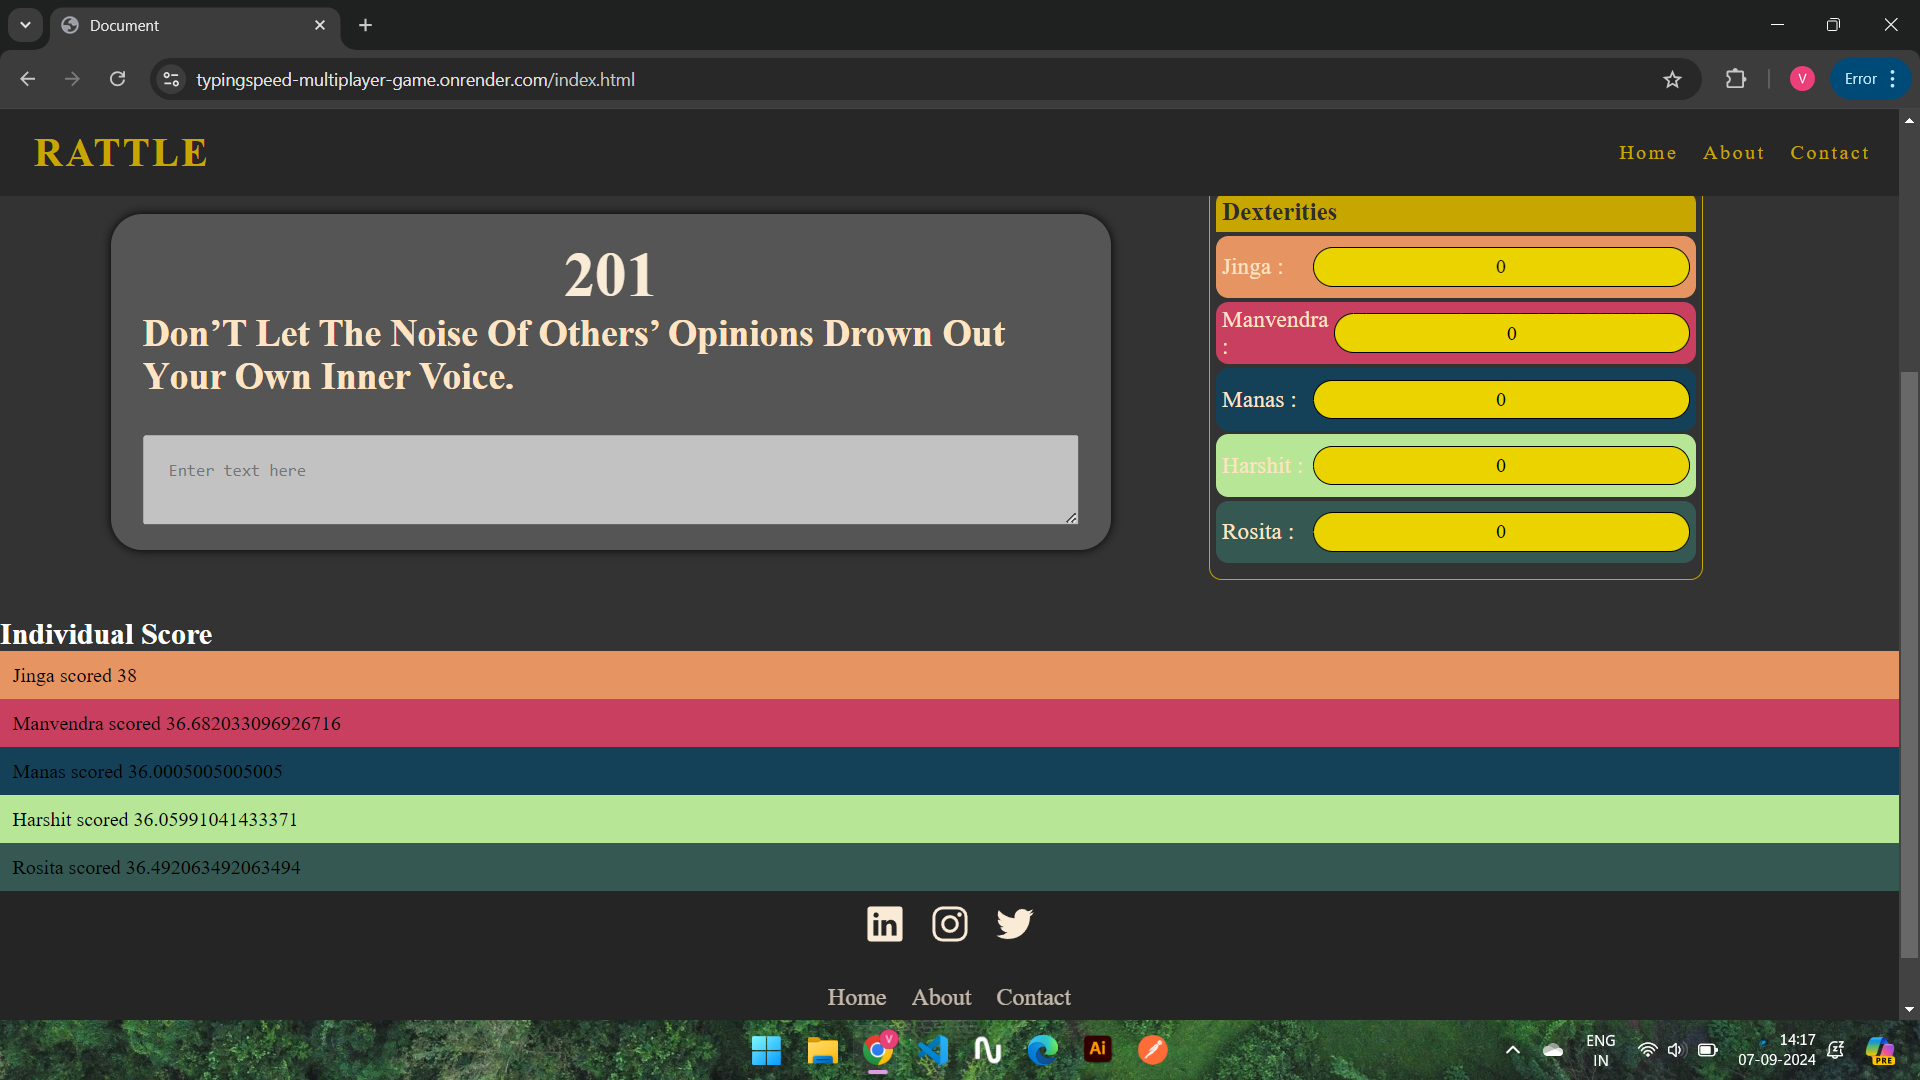 Document
typingspeed-multiplayer-game.onrender.com/index.html
V
Error
RATTLE
Home About Contact
201
Don’T Let The Noise Of Others’ Opinions Drown Out
Your Own Inner Voice.
Enter text here
Dexterities
Jinga : 0
Manvendra
: 0
Manas : 0
Harshit : 0
Rosita : 0
Individual Score
Jinga scored 38
Manvendra scored 36.682033096926716
Manas scored 36.0005005005005
Harshit scored 36.05991041433371
Rosita scored 36.492063492063494
in
Home About Contact
V
Ai
ENG
IN
14:17
07-09-2024
PRE